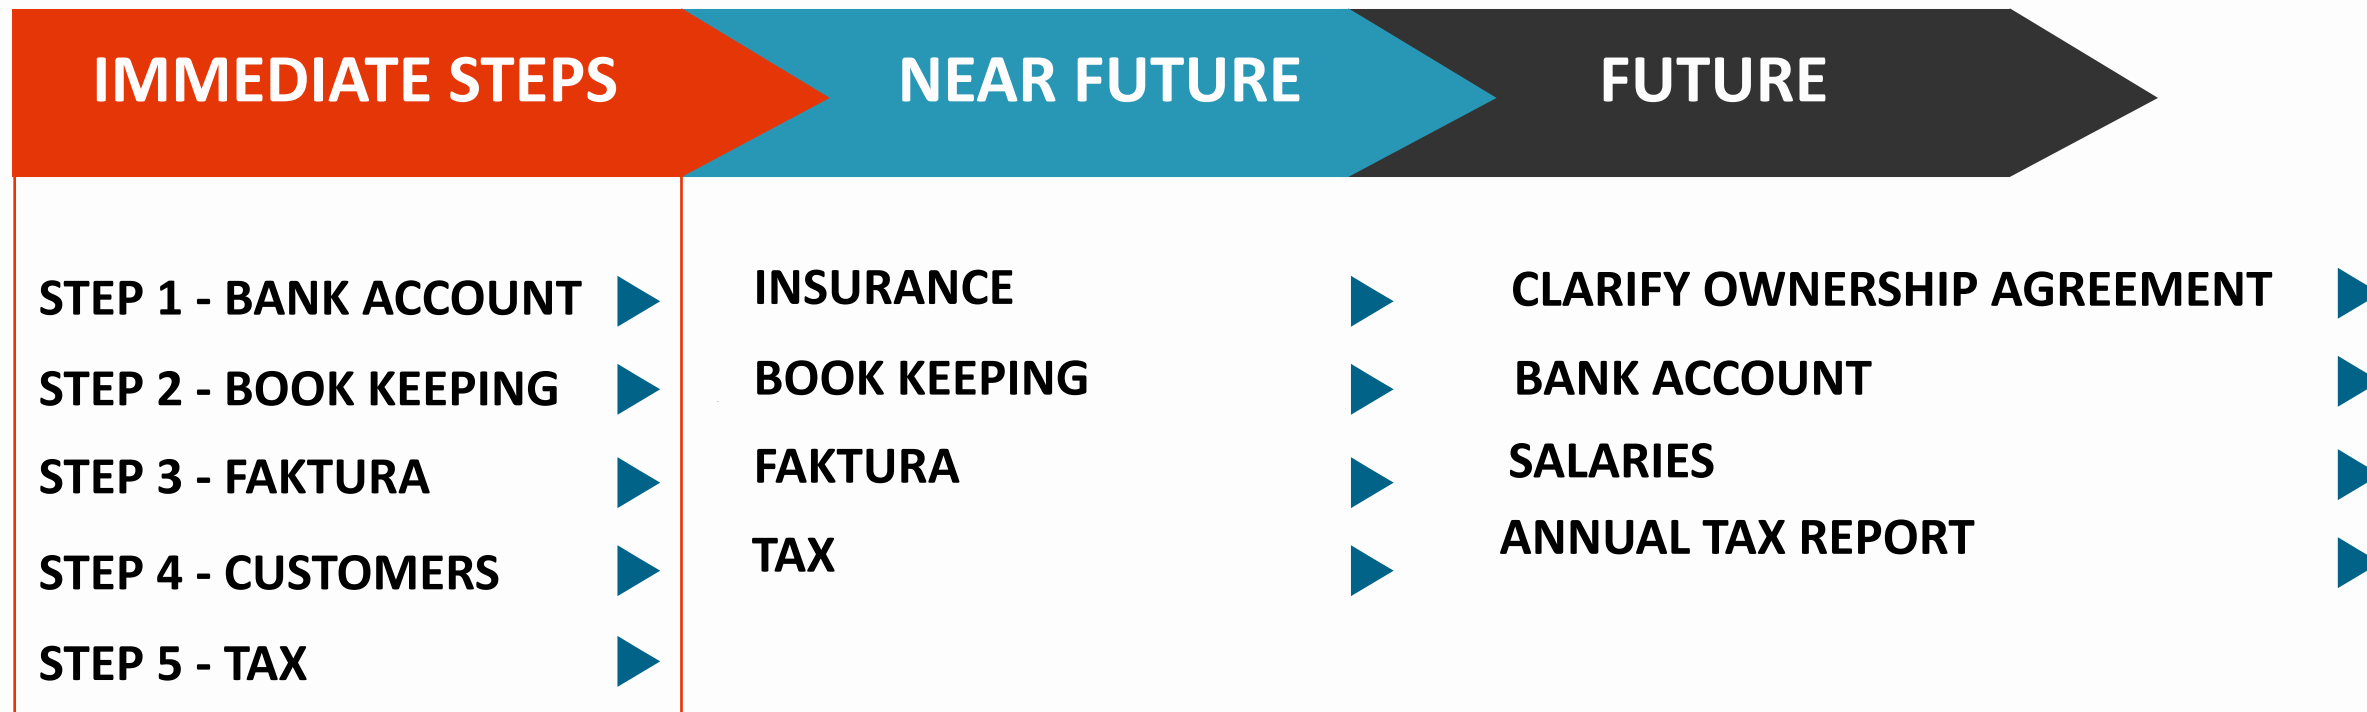 IMMEDIATE STEPS
NEAR FUTURE
FUTURE
STEP 1 - BANK ACCOUNT
STEP 2 - BOOK KEEPING
STEP 3 - FAKTURA
STEP 4 - CUSTOMERS
STEP 5 - TAX
INSURANCE
BOOK KEEPING
FAKTURA
TAX
CLARIFY OWNERSHIP AGREEMENT
BANK ACCOUNT
SALARIES
ANNUAL TAX REPORT